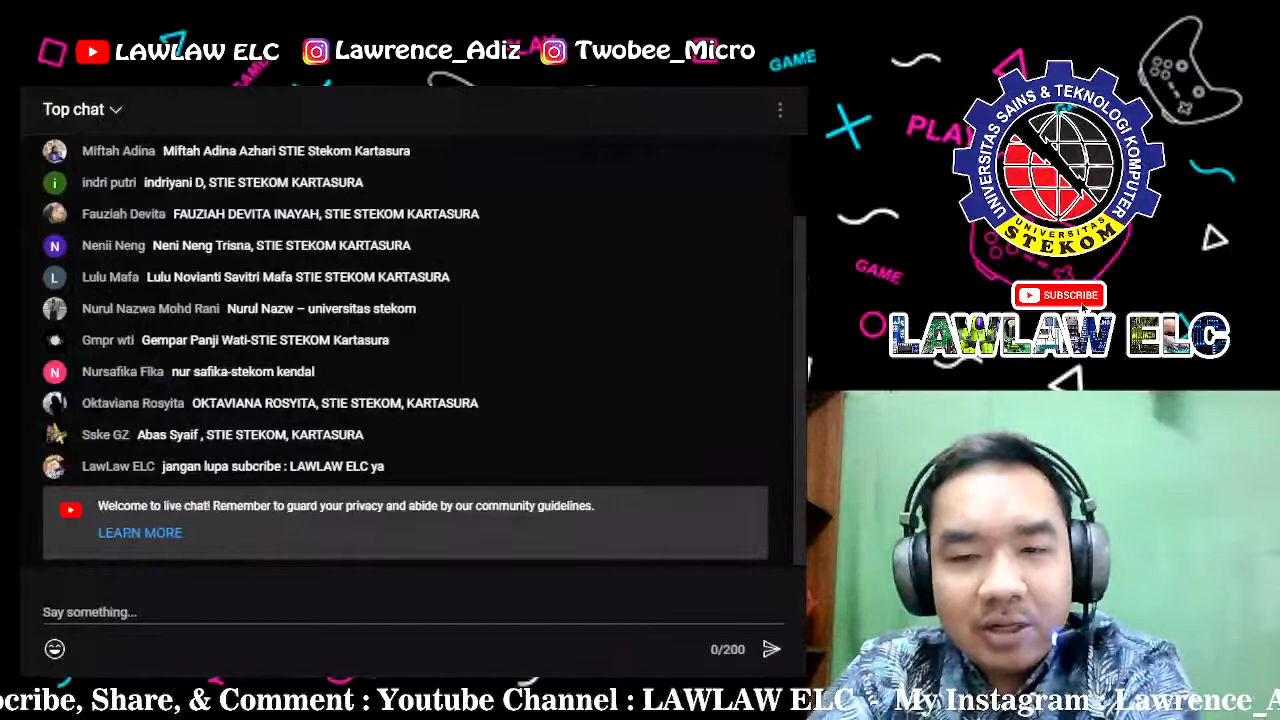 LAWLAW ELC Lawrence_Adiz Twobee_Micro
GAME
GAME
PLAY
GAME
UNIVERSITAS SAINS & TEKNOLOGI KOMPUTER
UNIVERSITAS
STEKOM
SUBSCRIBE
LAWLAW ELC
Top chat
Miftah Adina Miftah Adina Azhari STIE Stekom Kartasura
indri putri indriyani D, STIE STEKOM KARTASURA
Fauziah Devita FAUZIAH DEVITA INAYAH, STIE STEKOM KARTASURA
Nenii Neng Neni Neng Trisna, STIE STEKOM KARTASURA
Lulu Mafa Lulu Novianti Savitri Mafa STIE STEKOM KARTASURA
Nurul Nazwa Mohd Rani Nurul Nazw – universitas stekom
Gmpr wti Gempar Panji Wati-STIE STEKOM Kartasura
Nursafika Fika nur safika-stekom kendal
Oktaviana Rosyita OKTAVIANA ROSYITA, STIE STEKOM, KARTASURA
Sske GZ Abas Syaif , STIE STEKOM, KARTASURA
LawLaw ELC jangan lupa subcribe : LAWLAW ELC ya
Welcome to live chat! Remember to guard your privacy and abide by our community guidelines.
LEARN MORE
Say something...
0/200
cribe, Share, & Comment : Youtube Channel : LAWLAW ELC My Instagram : Lawrence_A